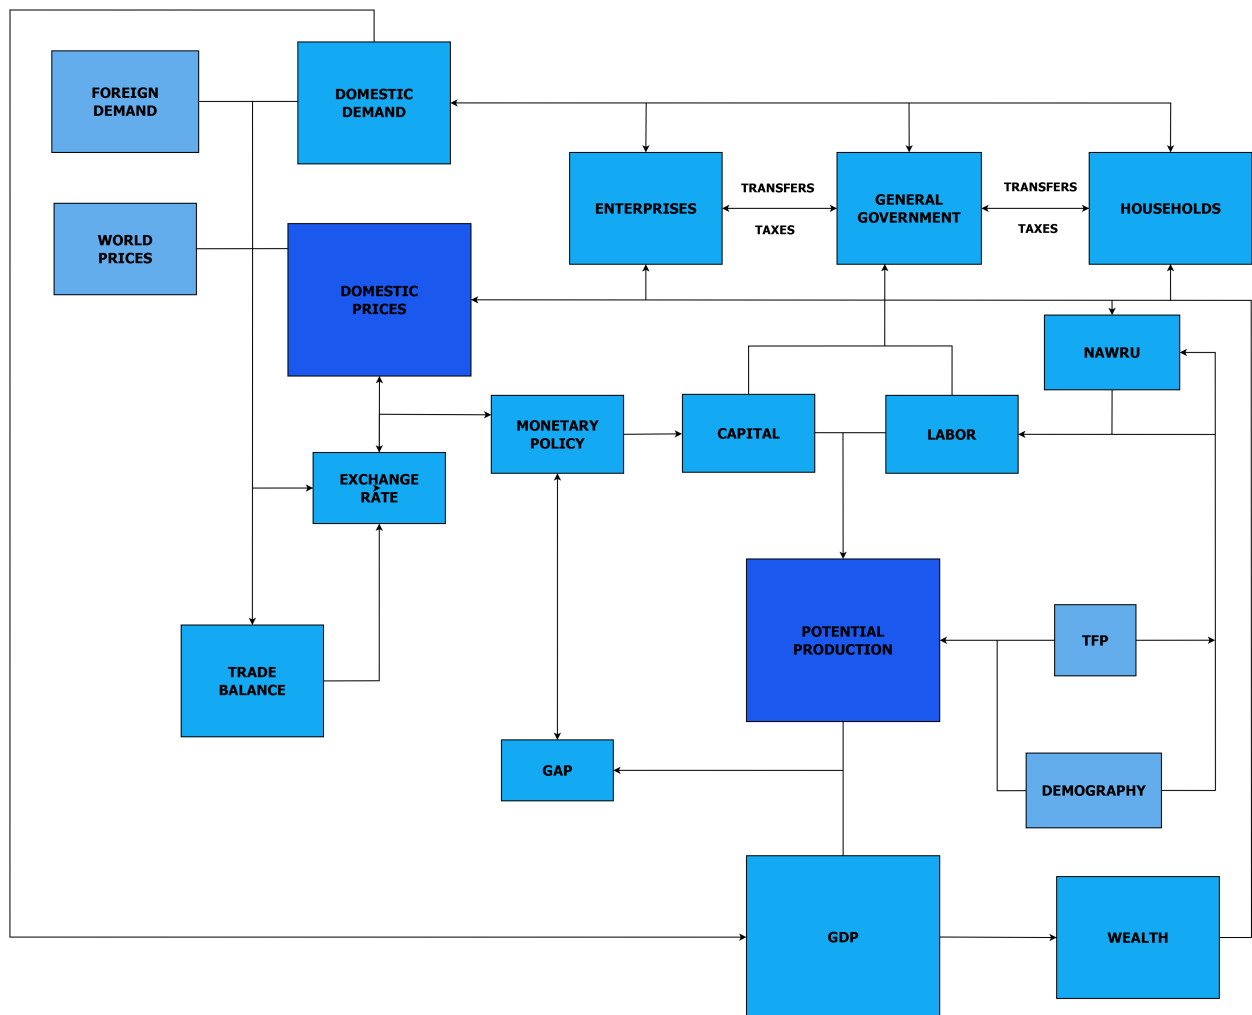 FOREIGN
DEMAND
DOMESTIC
DEMAND
WORLD
PRICES
DOMESTIC
PRICES
ENTERPRISES
TRANSFERS
TAXES
GENERAL
GOVERNMENT
TRANSFERS
TAXES
HOUSEHOLDS
NAWRU
MONETARY
POLICY
CAPITAL
LABOR
EXCHANGE
RATE
TRADE
BALANCE
POTENTIAL
PRODUCTION
TFP
GAP
DEMOGRAPHY
GDP
WEALTH